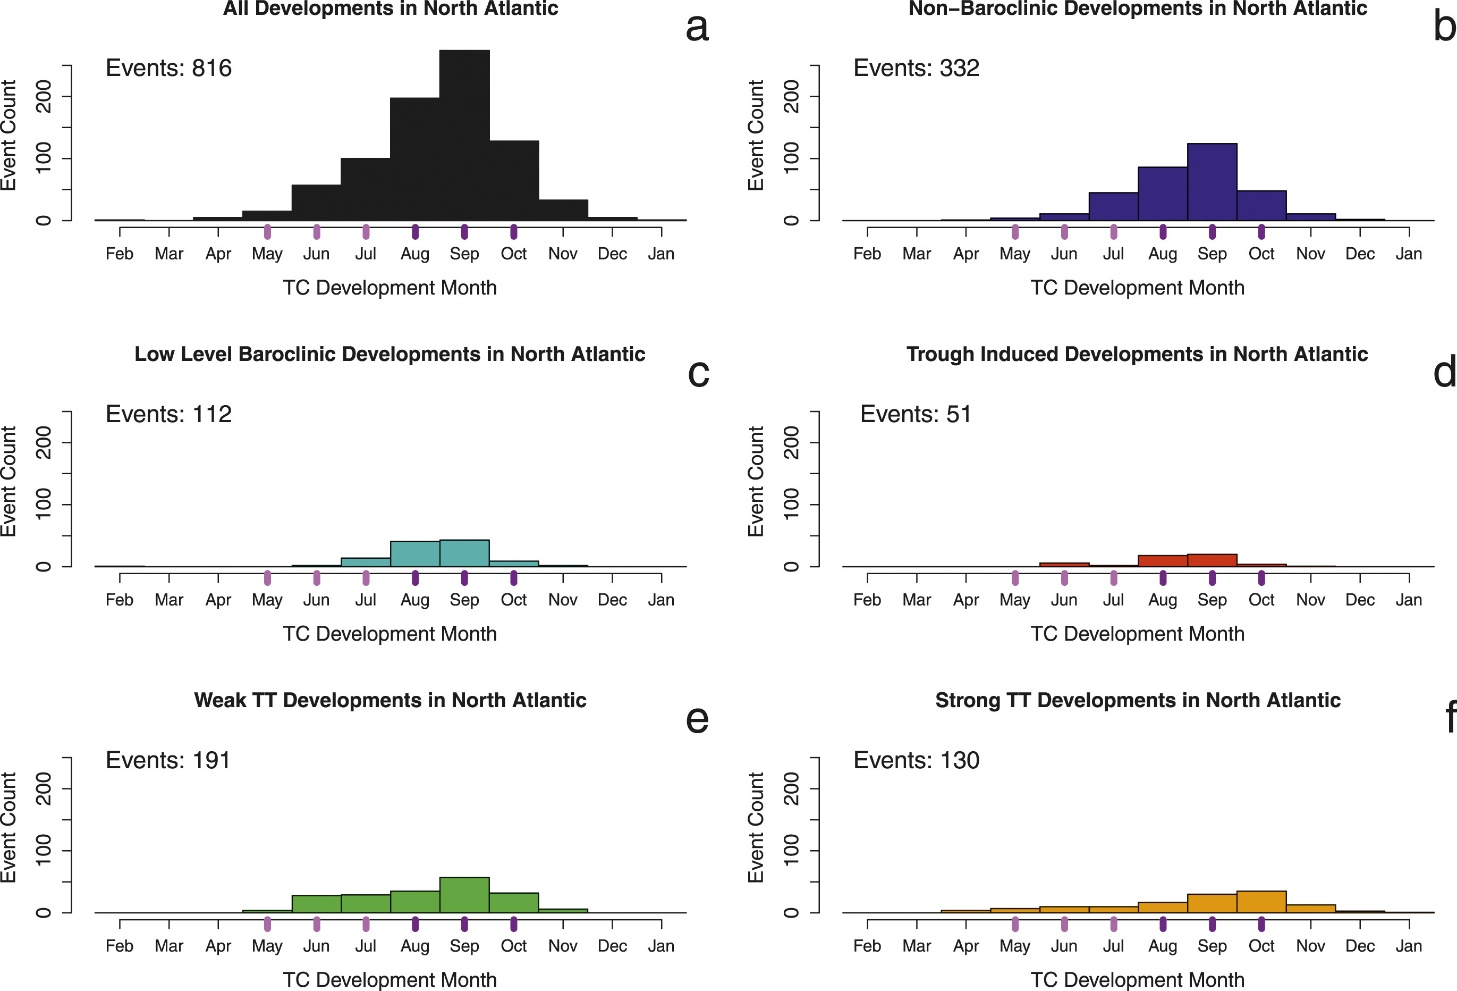 All Developments in North Atlantic
a
Events: 816
Event Count
0 100 200
Feb Mar Apr May Jun Jul Aug Sep Oct Nov Dec Jan
TC Development Month
Non−Baroclinic Developments in North Atlantic
b
Events: 332
Event Count
0 100 200
Feb Mar Apr May Jun Jul Aug Sep Oct Nov Dec Jan
TC Development Month
Low Level Baroclinic Developments in North Atlantic
c
Events: 112
Event Count
0 100 200
Feb Mar Apr May Jun Jul Aug Sep Oct Nov Dec Jan
TC Development Month
Trough Induced Developments in North Atlantic
d
Events: 51
Event Count
0 100 200
Feb Mar Apr May Jun Jul Aug Sep Oct Nov Dec Jan
TC Development Month
Weak TT Developments in North Atlantic
e
Events: 191
Event Count
0 100 200
Feb Mar Apr May Jun Jul Aug Sep Oct Nov Dec Jan
TC Development Month
Strong TT Developments in North Atlantic
f
Events: 130
Event Count
0 100 200
Feb Mar Apr May Jun Jul Aug Sep Oct Nov Dec Jan
TC Development Month